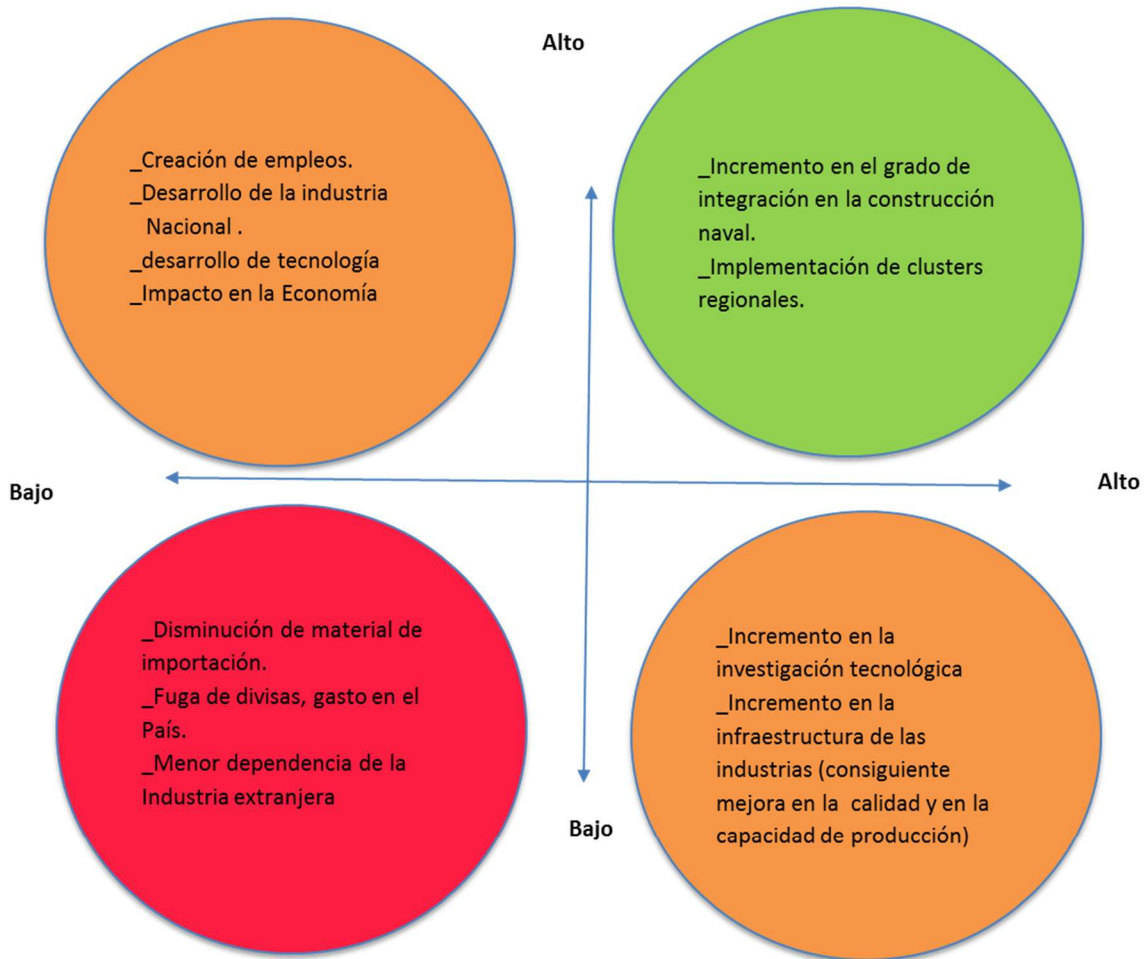 Alto
_Creación de empleos.
_Desarrollo de la industria
Nacional .
_desarrollo de tecnología
_Impacto en la Economía
_Incremento en el grado de
integración en la construcción
naval.
_Implementación de clusters
regionales.
Bajo
Alto
_Disminución de material de
importación.
_Fuga de divisas, gasto en el
País.
_Menor dependencia de la
Industria extranjera
_Incremento en la
investigación tecnológica
_Incremento en la
infraestructura de las
industrias (consiguiente
mejora en la  calidad y en la
capacidad de producción)
Bajo